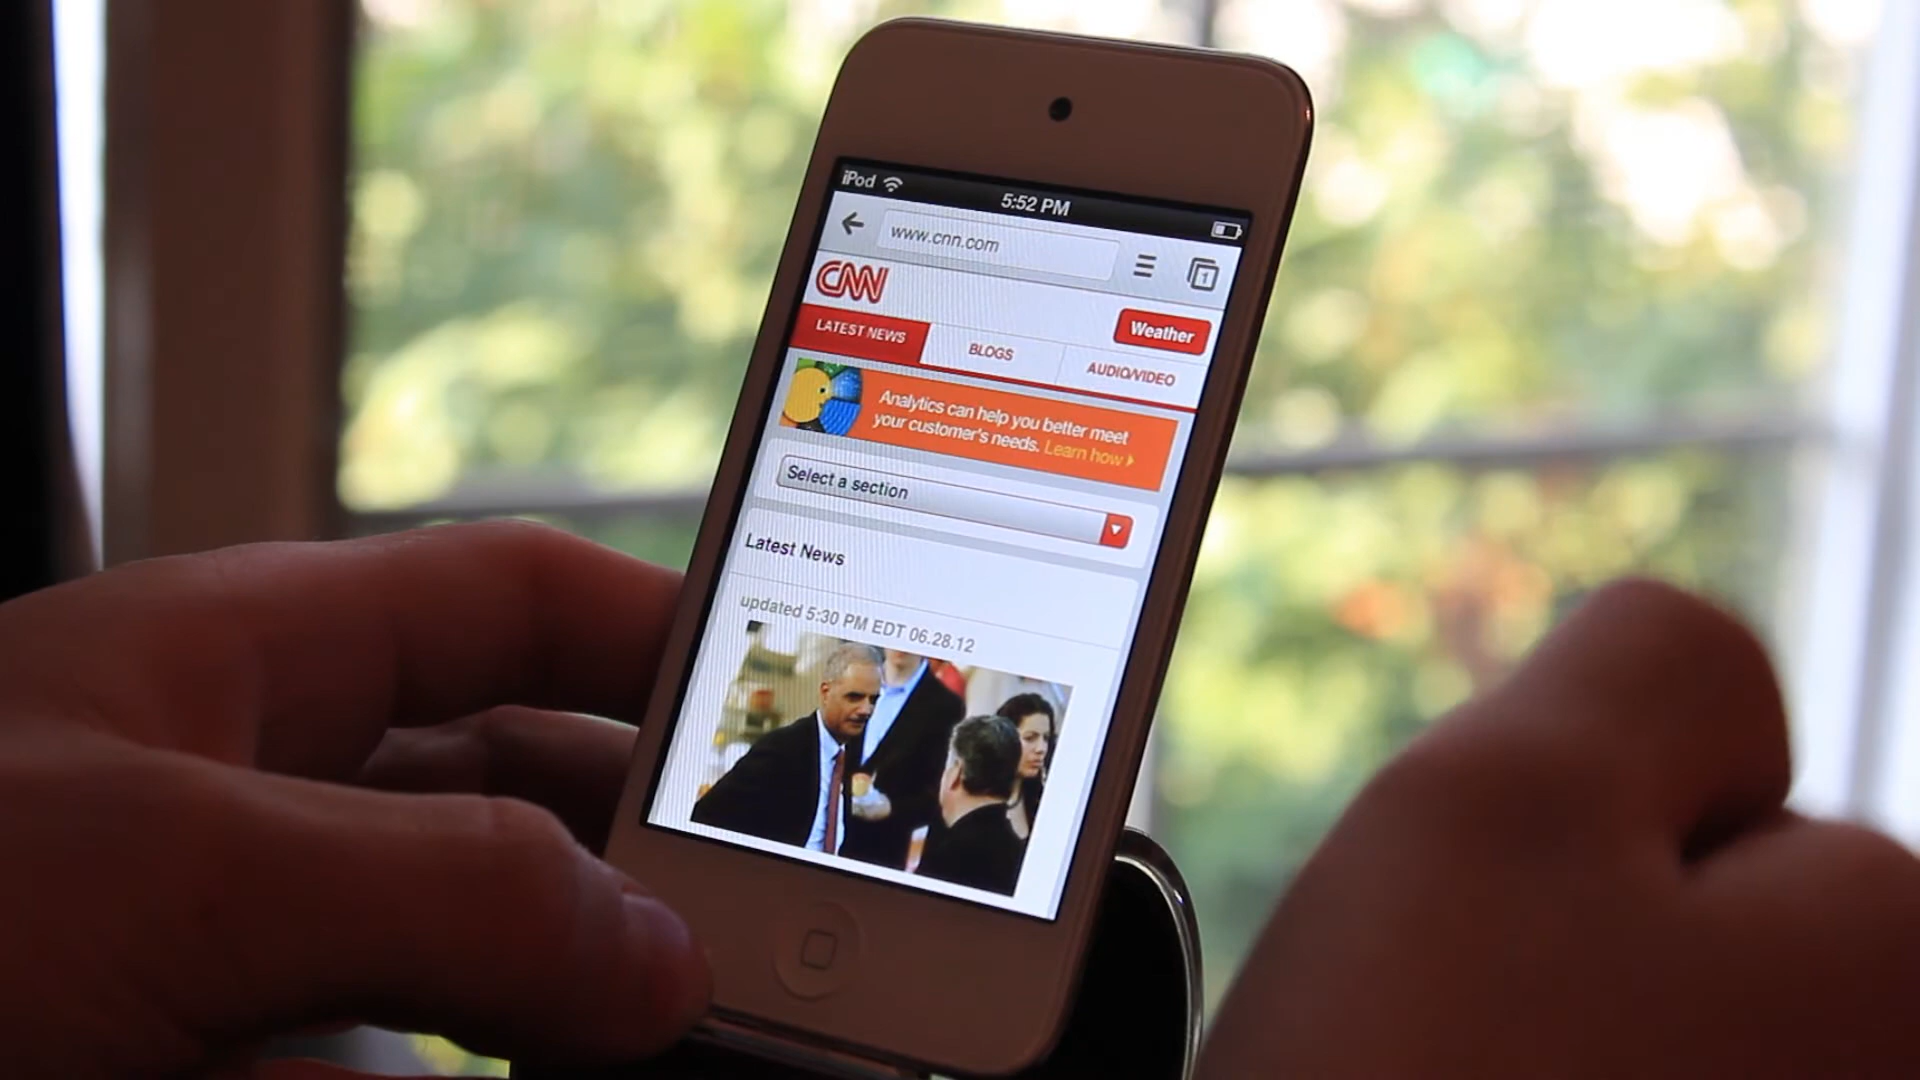 iPod
5:52 PM
www.cnn.com
1
CNN
Weather
LATEST NEWS
BLOGS
AUDIO/VIDEO
Analytics can help you better meet
your customer's needs. Learn how
Select a section
Latest News
updated 5:30 PM EDT 06.28.12